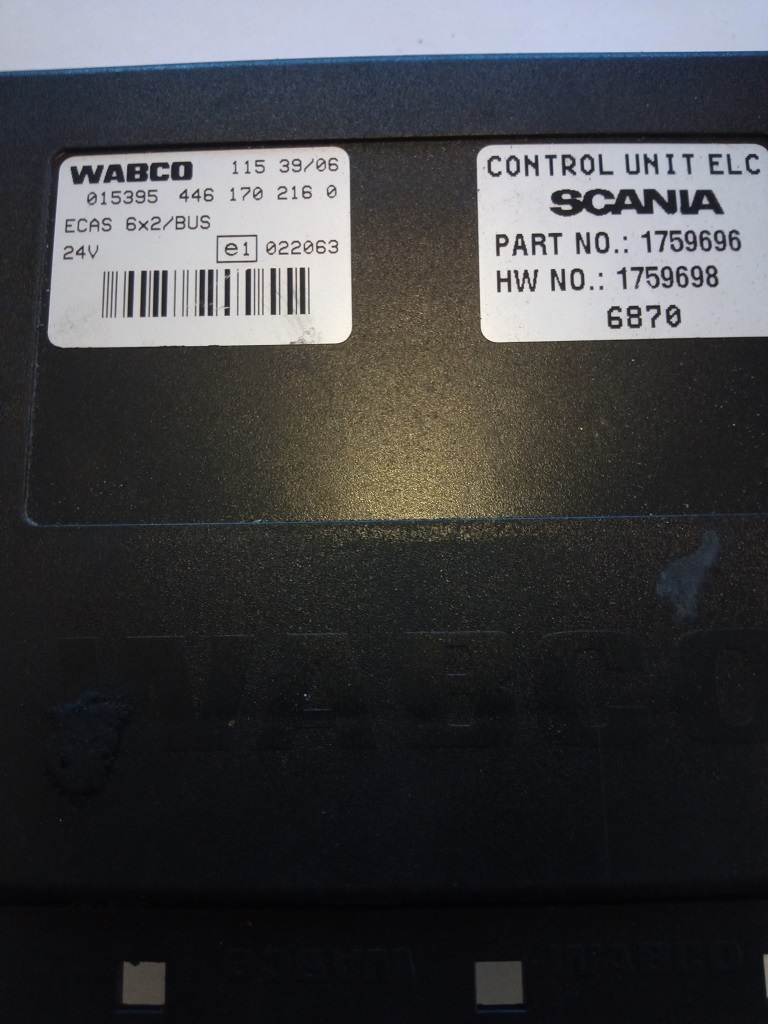 WABCO 115 39/06
015395 446 170 216 0
ECAS 6x2/BUS
24V e1 022063
CONTROL UNIT ELC
SCANIA
PART NO.: 1759696
HW NO.: 1759698
6870
WABCO